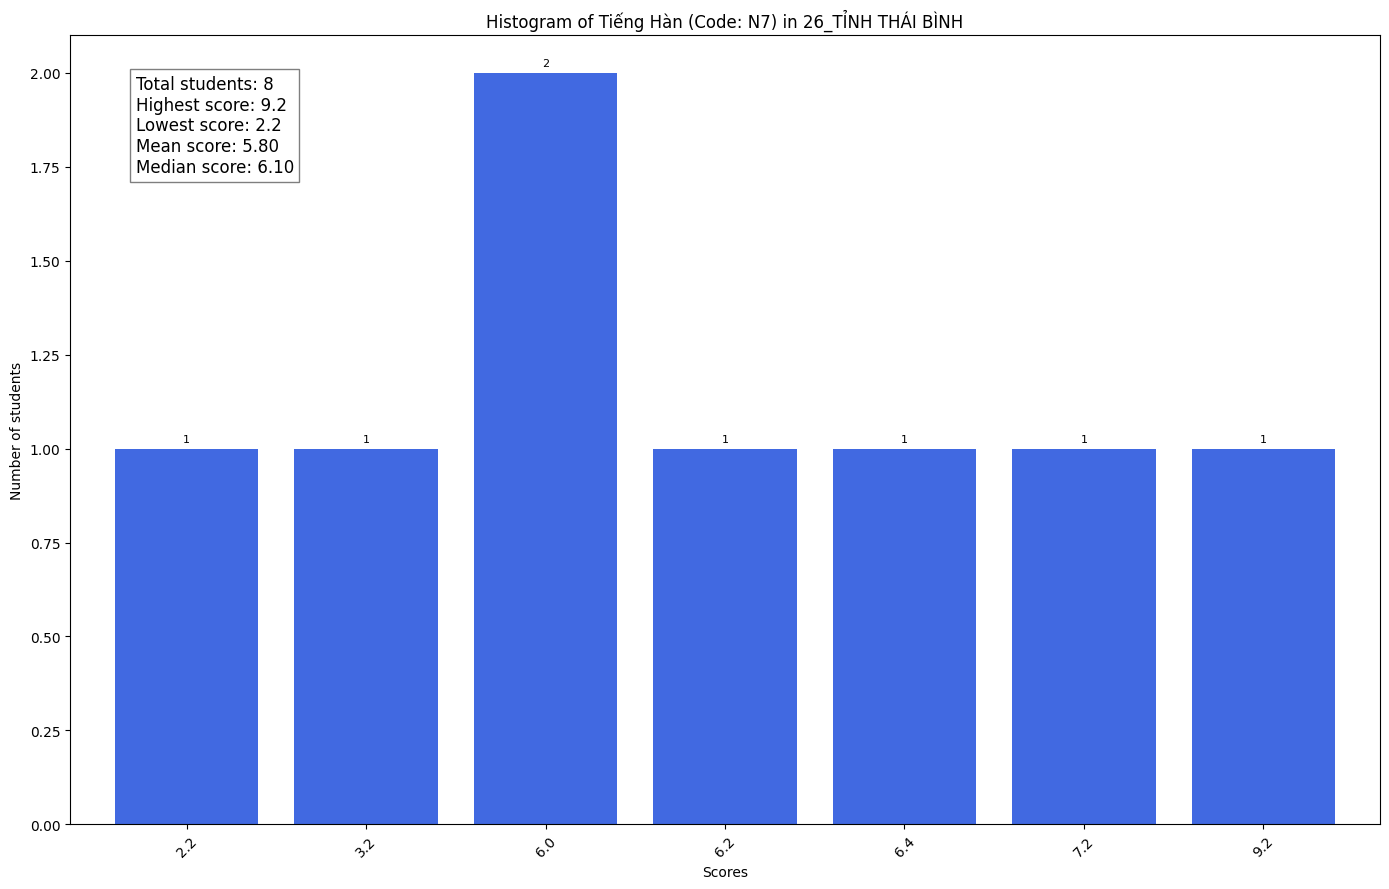 Histogram of Tiếng Hàn (Code: N7) in 26_TỈNH THÁI BÌNH
Total students: 8
Highest score: 9.2
Lowest score: 2.2
Mean score: 5.80
Median score: 6.10
Number of students
2.00
1.75
1.50
1.25
1.00
0.75
0.50
0.25
0.00
1
1
2
1
1
1
1
2.2
3.2
6.0
6.2
6.4
7.2
9.2
Scores